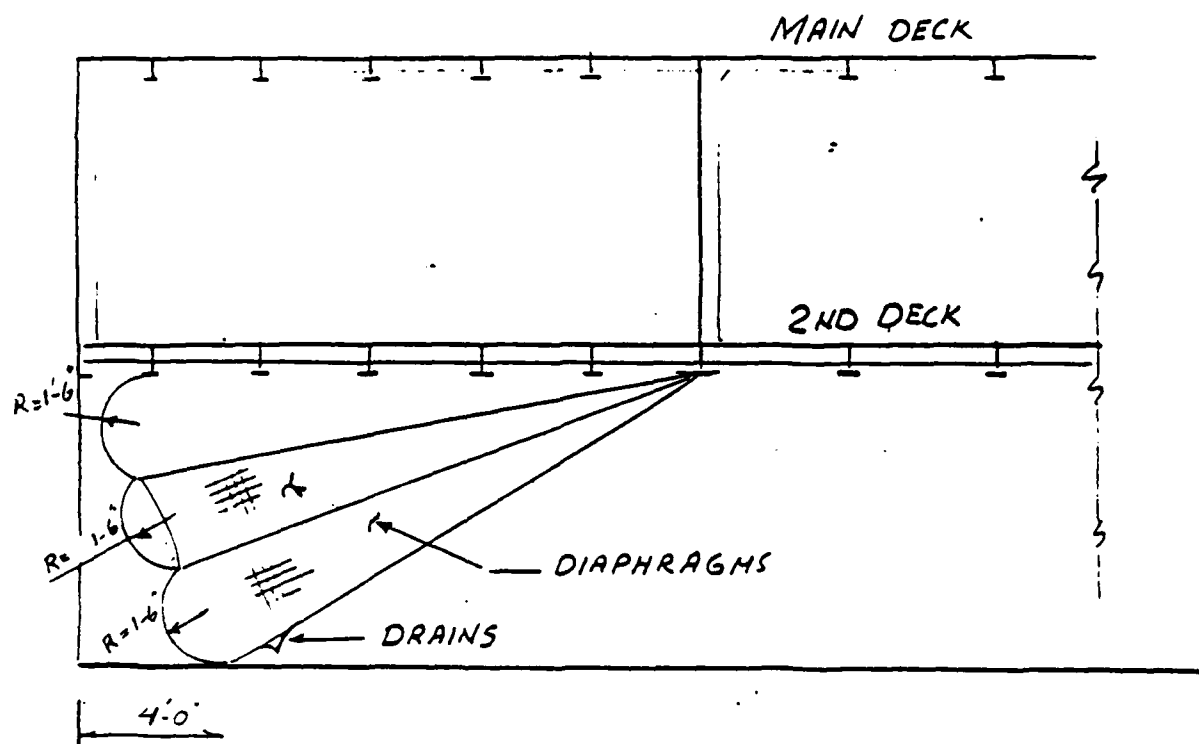 MAIN DECK
2ND DECK
R=1'-6"
R= 1'-6"
DIAPHRAGMS
R=1'-6"
DRAINS
4'-0"